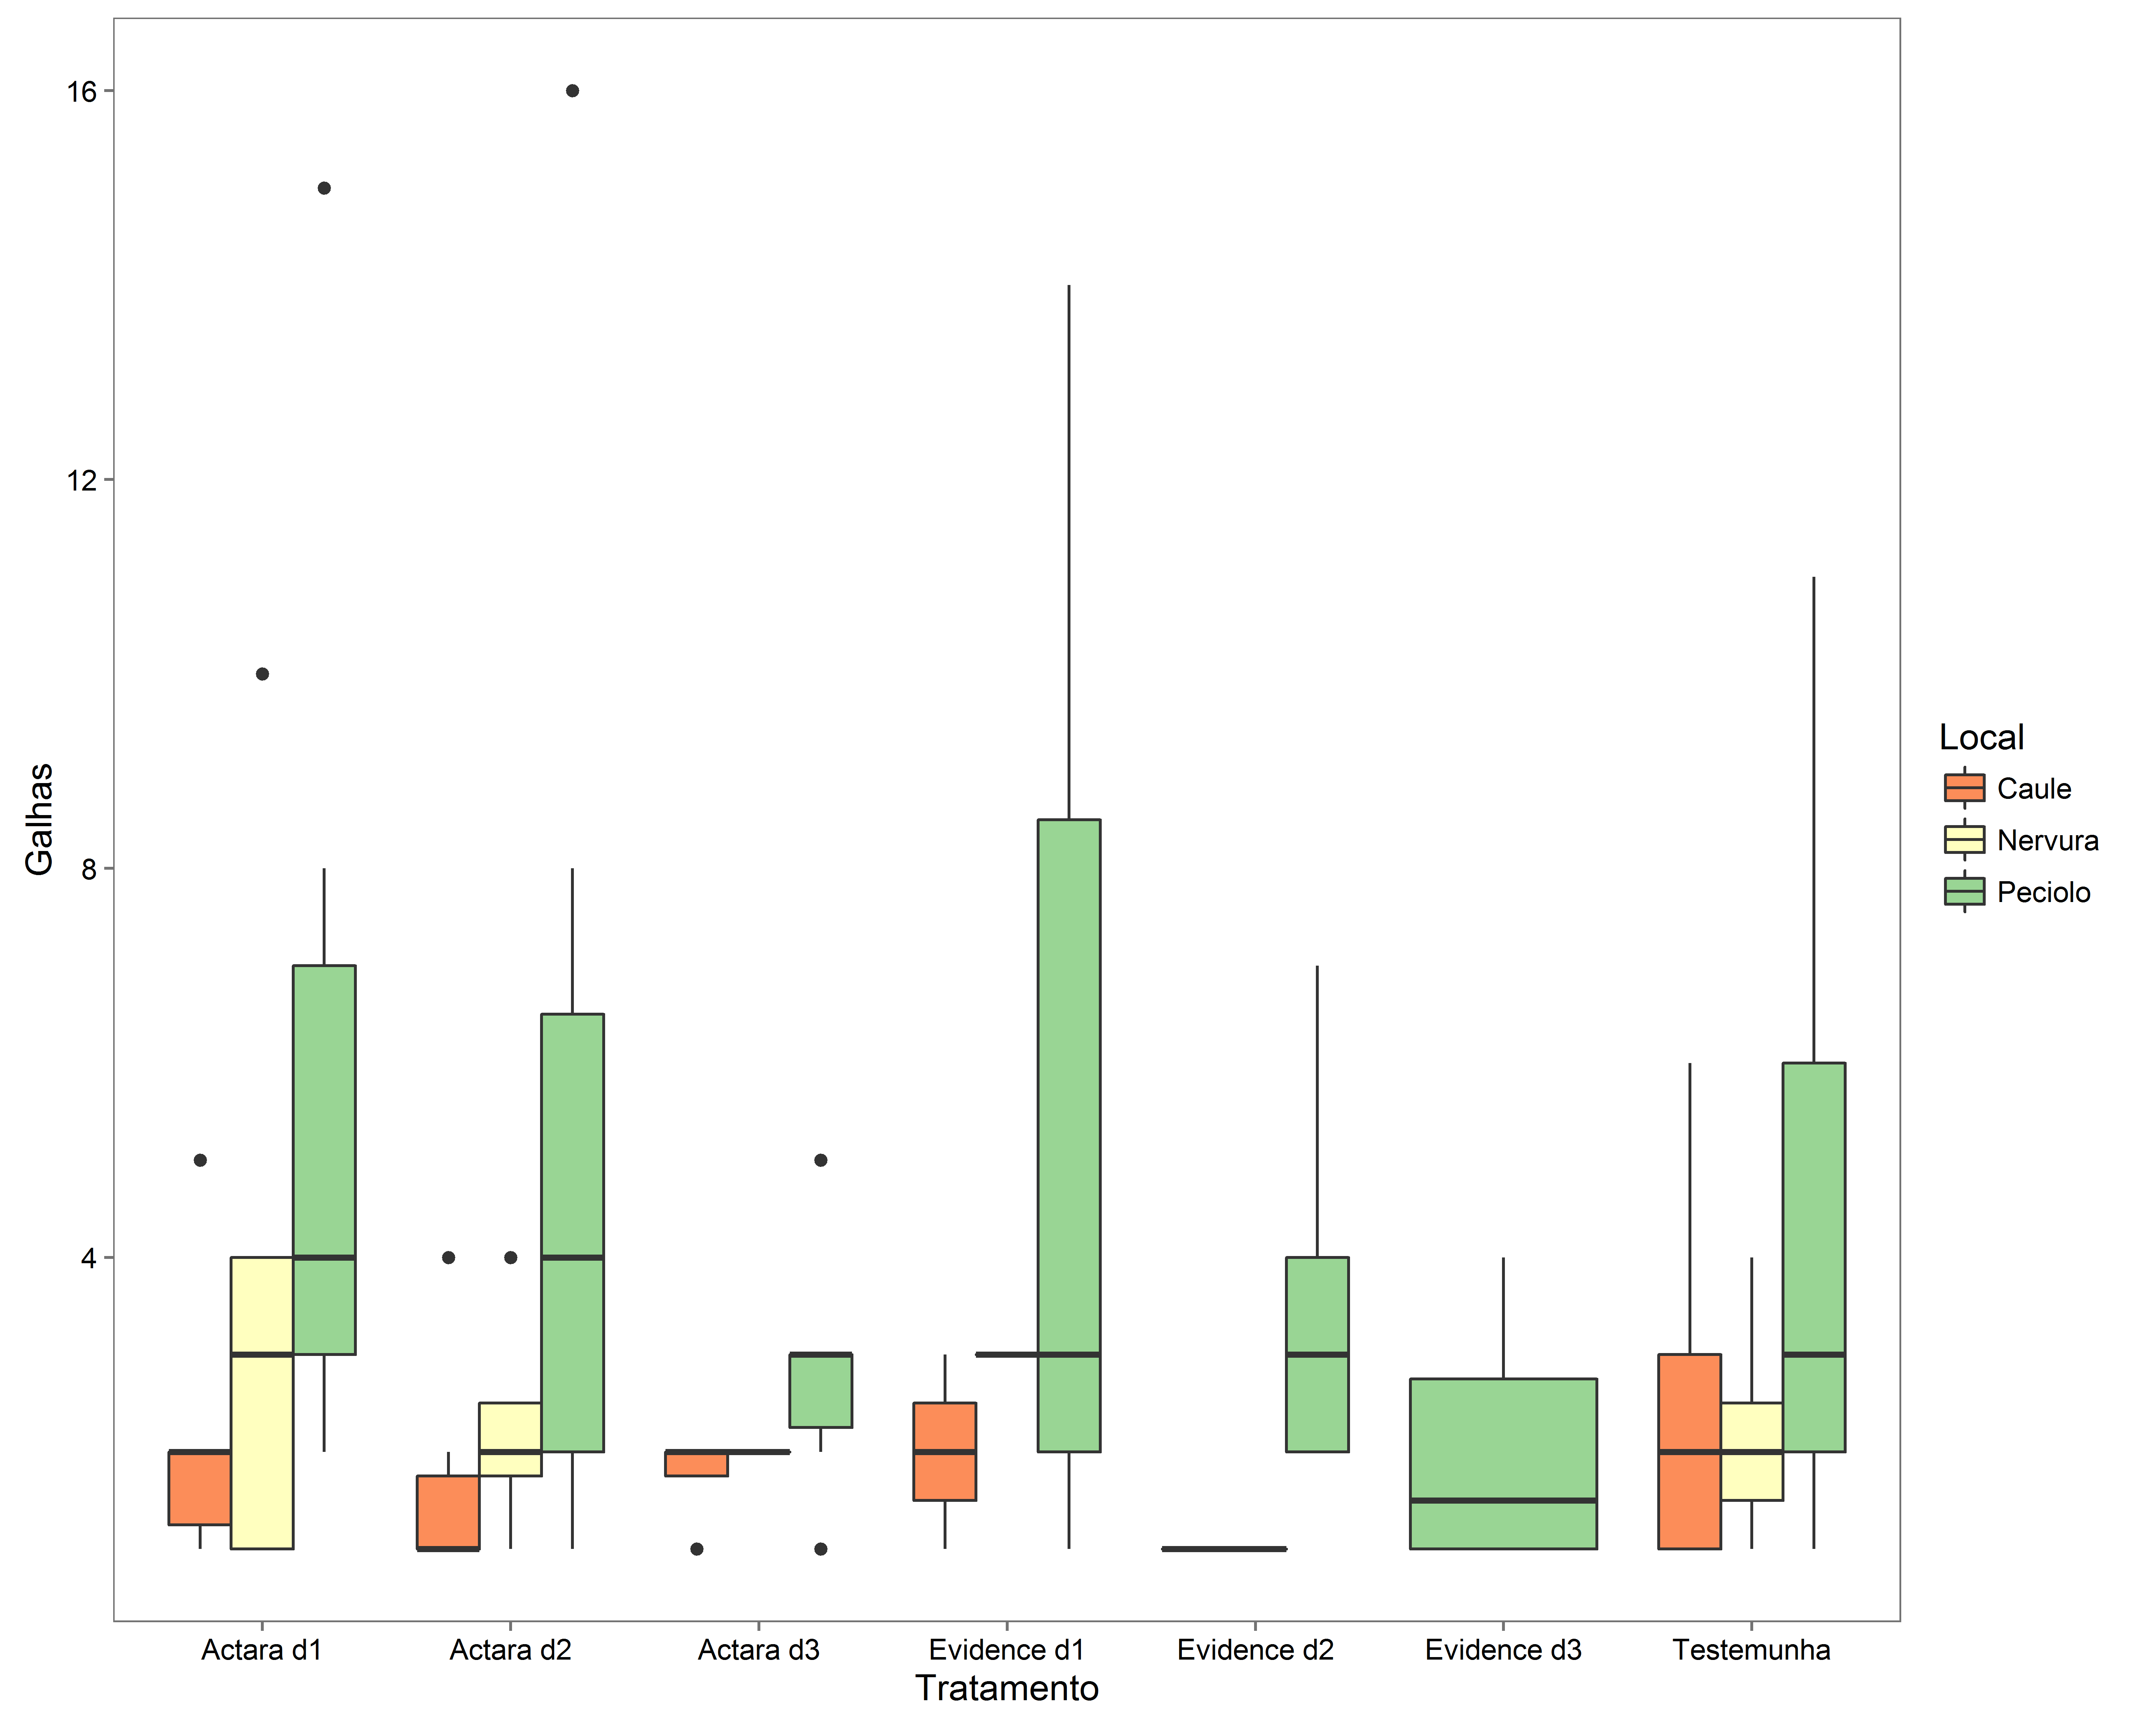 16
12
8
4
Galhas
Actara d1
Actara d2
Actara d3
Evidence d1
Evidence d2
Evidence d3
Testemunha
Tratamento
Local
Caule
Nervura
Peciolo